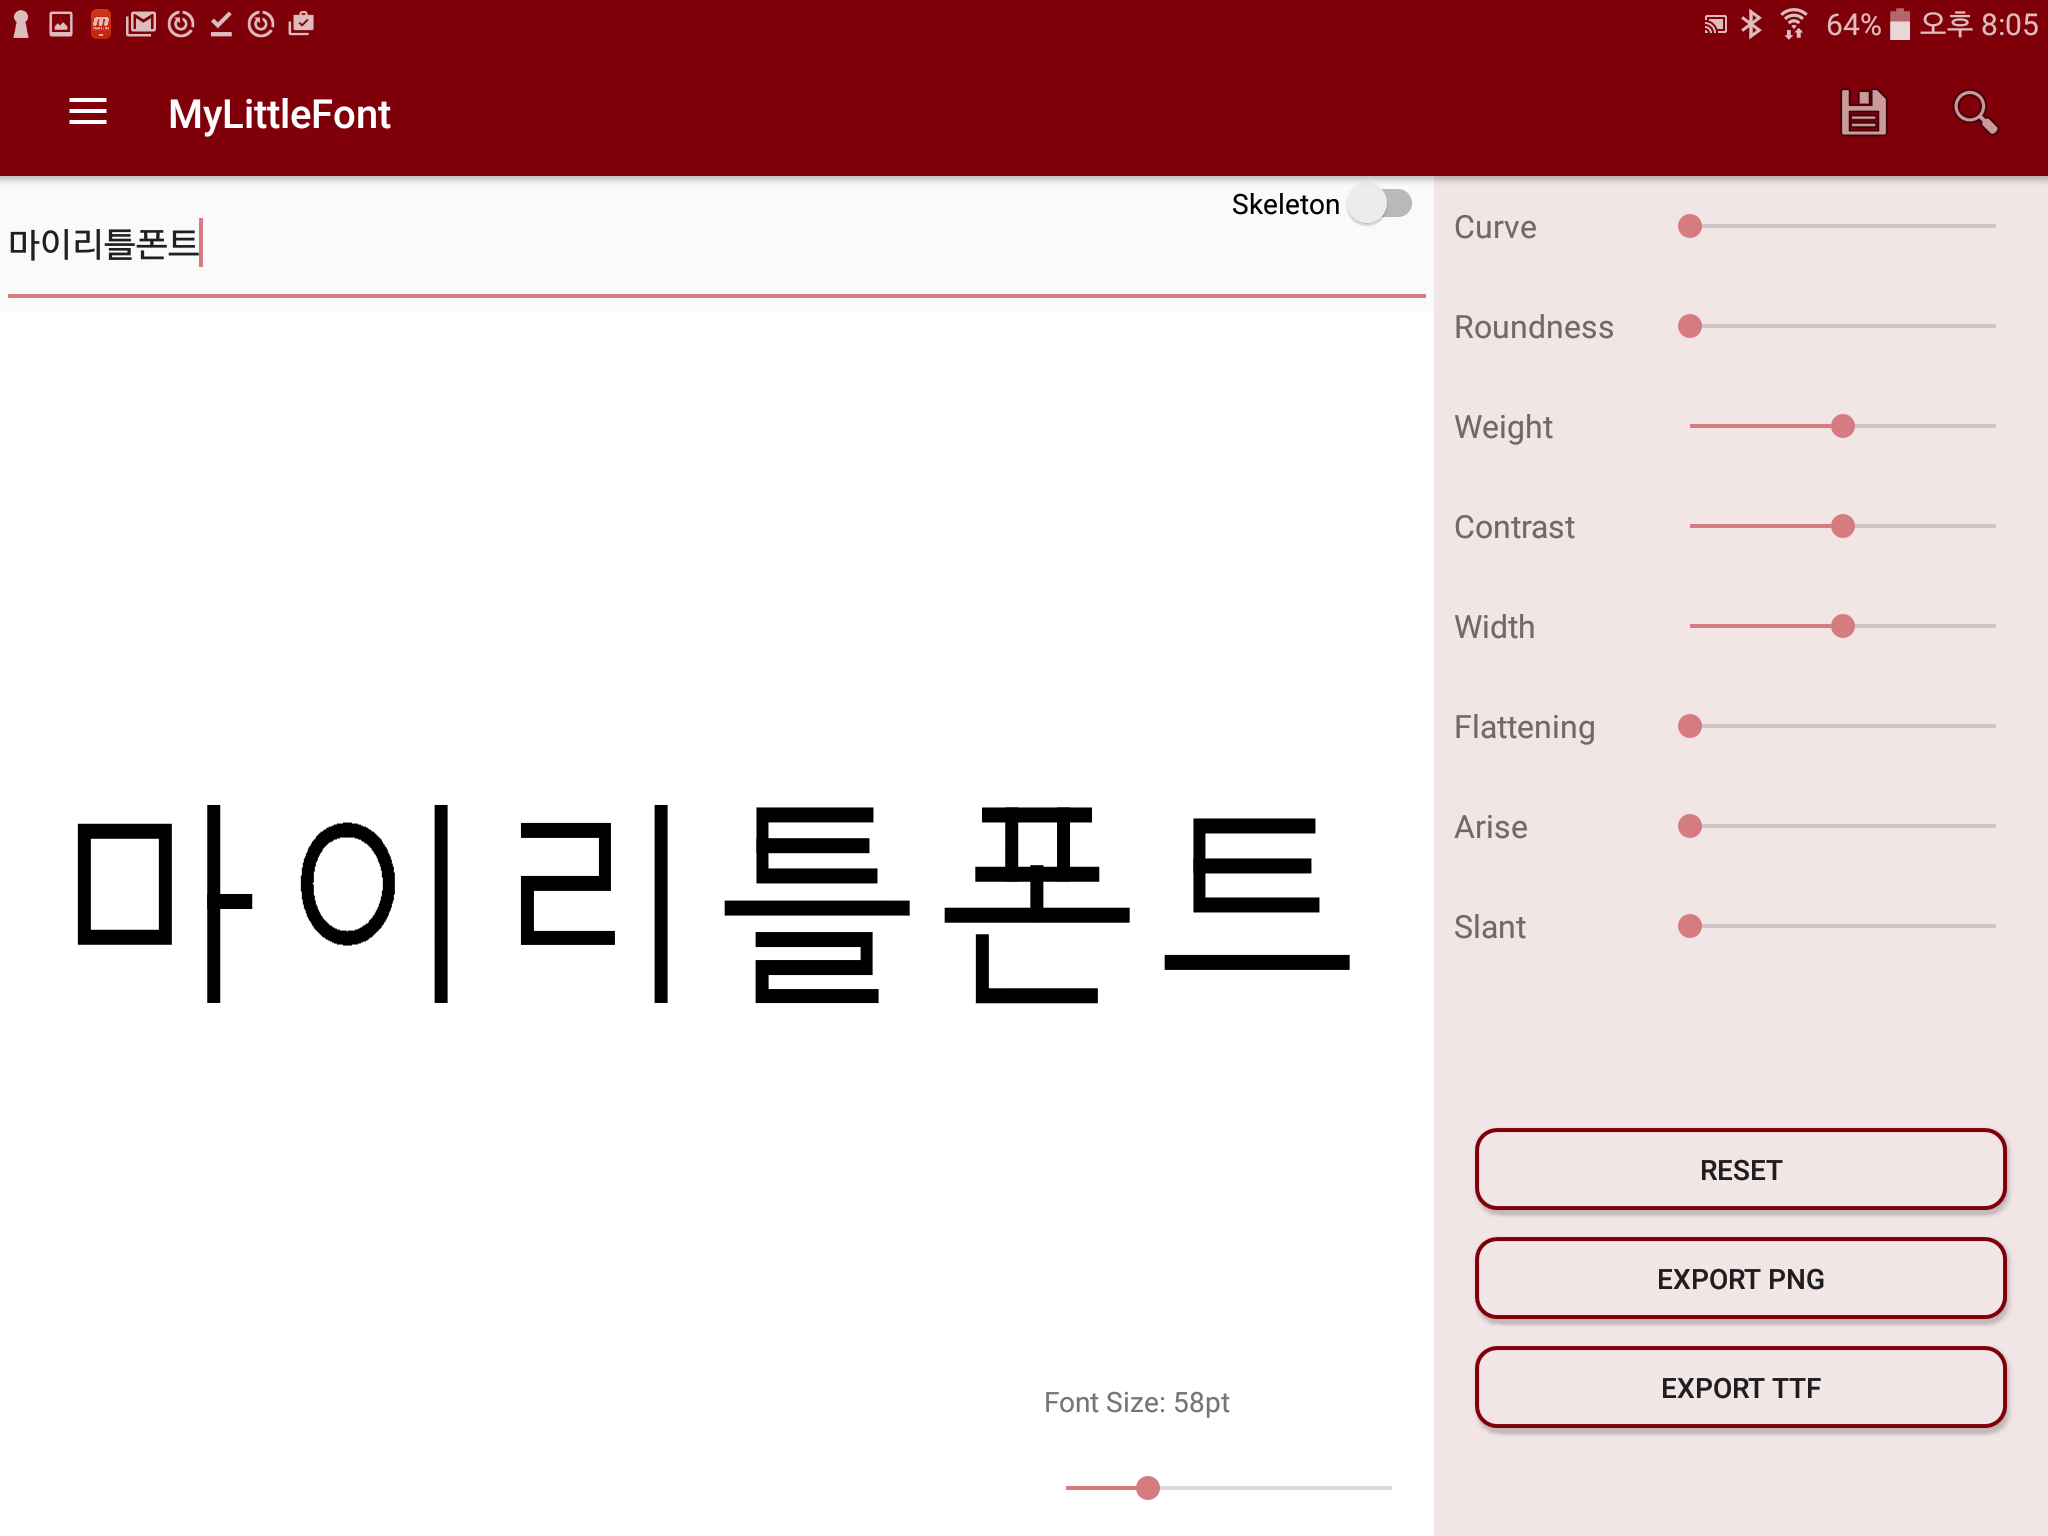 64% 오후 8:05
MyLittleFont
Skeleton
마이리틀폰트
마이리틀폰트
Font Size: 58pt
Curve
Roundness
Weight
Contrast
Width
Flattening
Arise
Slant
RESET
EXPORT PNG
EXPORT TTF